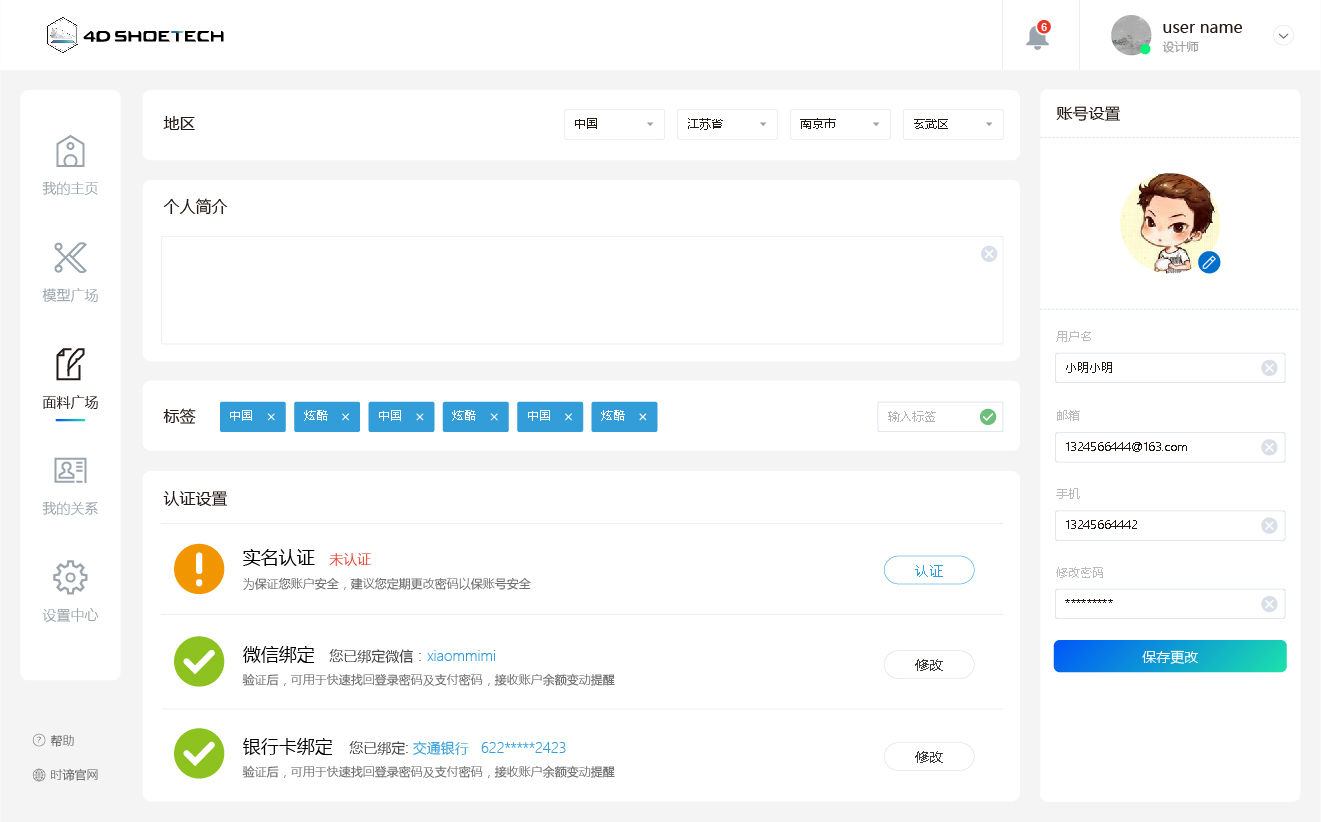 4D SHOETECH
6
user name
设计师
我的主页
模型广场
面料广场
我的关系
设置中心
帮助
时谛官网
地区
中国
江苏省
南京市
玄武区
个人简介
标签
中国 ×
炫酷 ×
中国 ×
炫酷 ×
中国 ×
炫酷 ×
输入标签
认证设置
实名认证 未认证
为保证您账户安全，建议您定期更改密码以保账号安全
认证
微信绑定 您已绑定微信：xiaommimi
验证后，可用于快速找回登录密码及支付密码，接收账户余额变动提醒
修改
银行卡绑定 您已绑定: 交通银行 622*****2423
验证后，可用于快速找回登录密码及支付密码，接收账户余额变动提醒
修改
账号设置
用户名
小明小明
邮箱
1324566444@163.com
手机
13245664442
修改密码
*********
保存更改